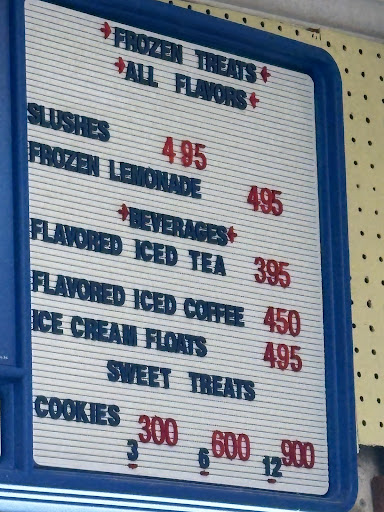 FROZEN TREATS
ALL FLAVORS
SLUSHES 495
FROZEN LEMONADE 495
BEVERAGES
FLAVORED ICED TEA 395
FLAVORED ICED COFFEE 450
ICE CREAM FLOATS 495
SWEET TREATS
COOKIES 300 600 900
3 6 12